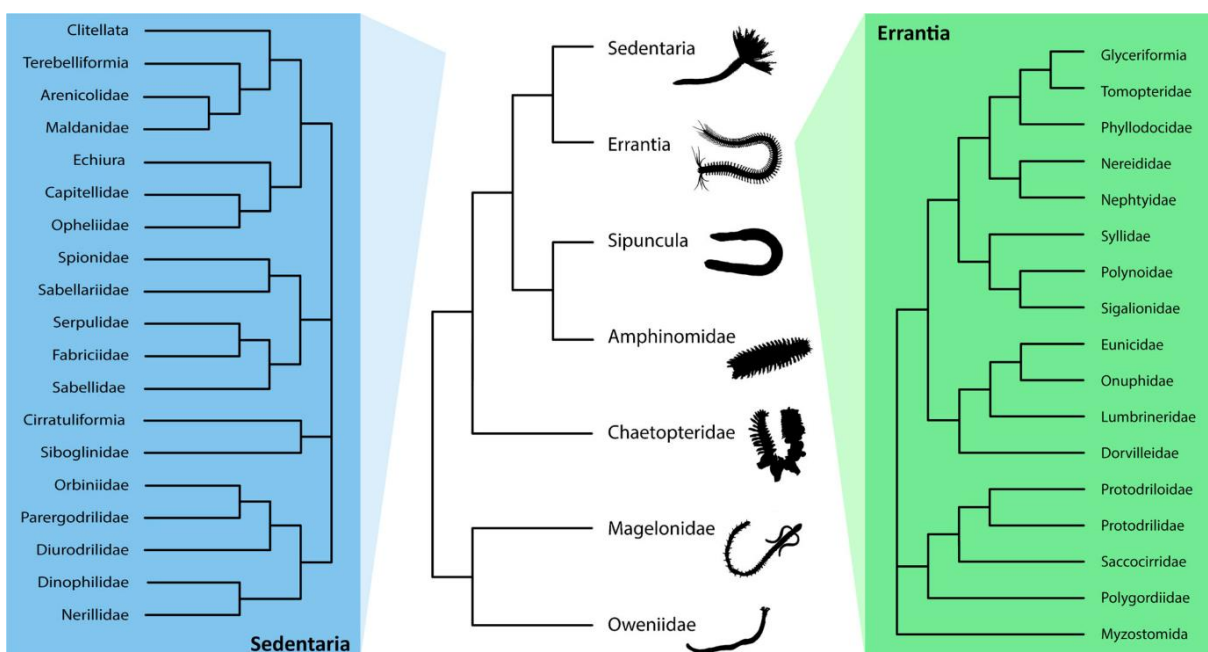 Clitellata
Terebelliformia
Arenicolidae
Maldanidae
Echiura
Capitellidae
Opheliidae
Spionidae
Sabellariidae
Serpulidae
Fabriciidae
Sabellidae
Cirratuliformia
Siboglinidae
Orbiniidae
Parergodrilidae
Diurodrilidae
Dinophilidae
Nerillidae
Sedentaria
Sedentaria
Errantia
Sipuncula
Amphinomidae
Chaetopteridae
Magelonidae
Oweniidae
Errantia
Glyceriformia
Tomopteridae
Phyllodocidae
Nereididae
Nephtyidae
Syllidae
Polynoidae
Sigalionidae
Eunicidae
Onuphidae
Lumbrineridae
Dorvilleidae
Protodriloidae
Protodrilidae
Saccocirridae
Polygordiidae
Myzostomida